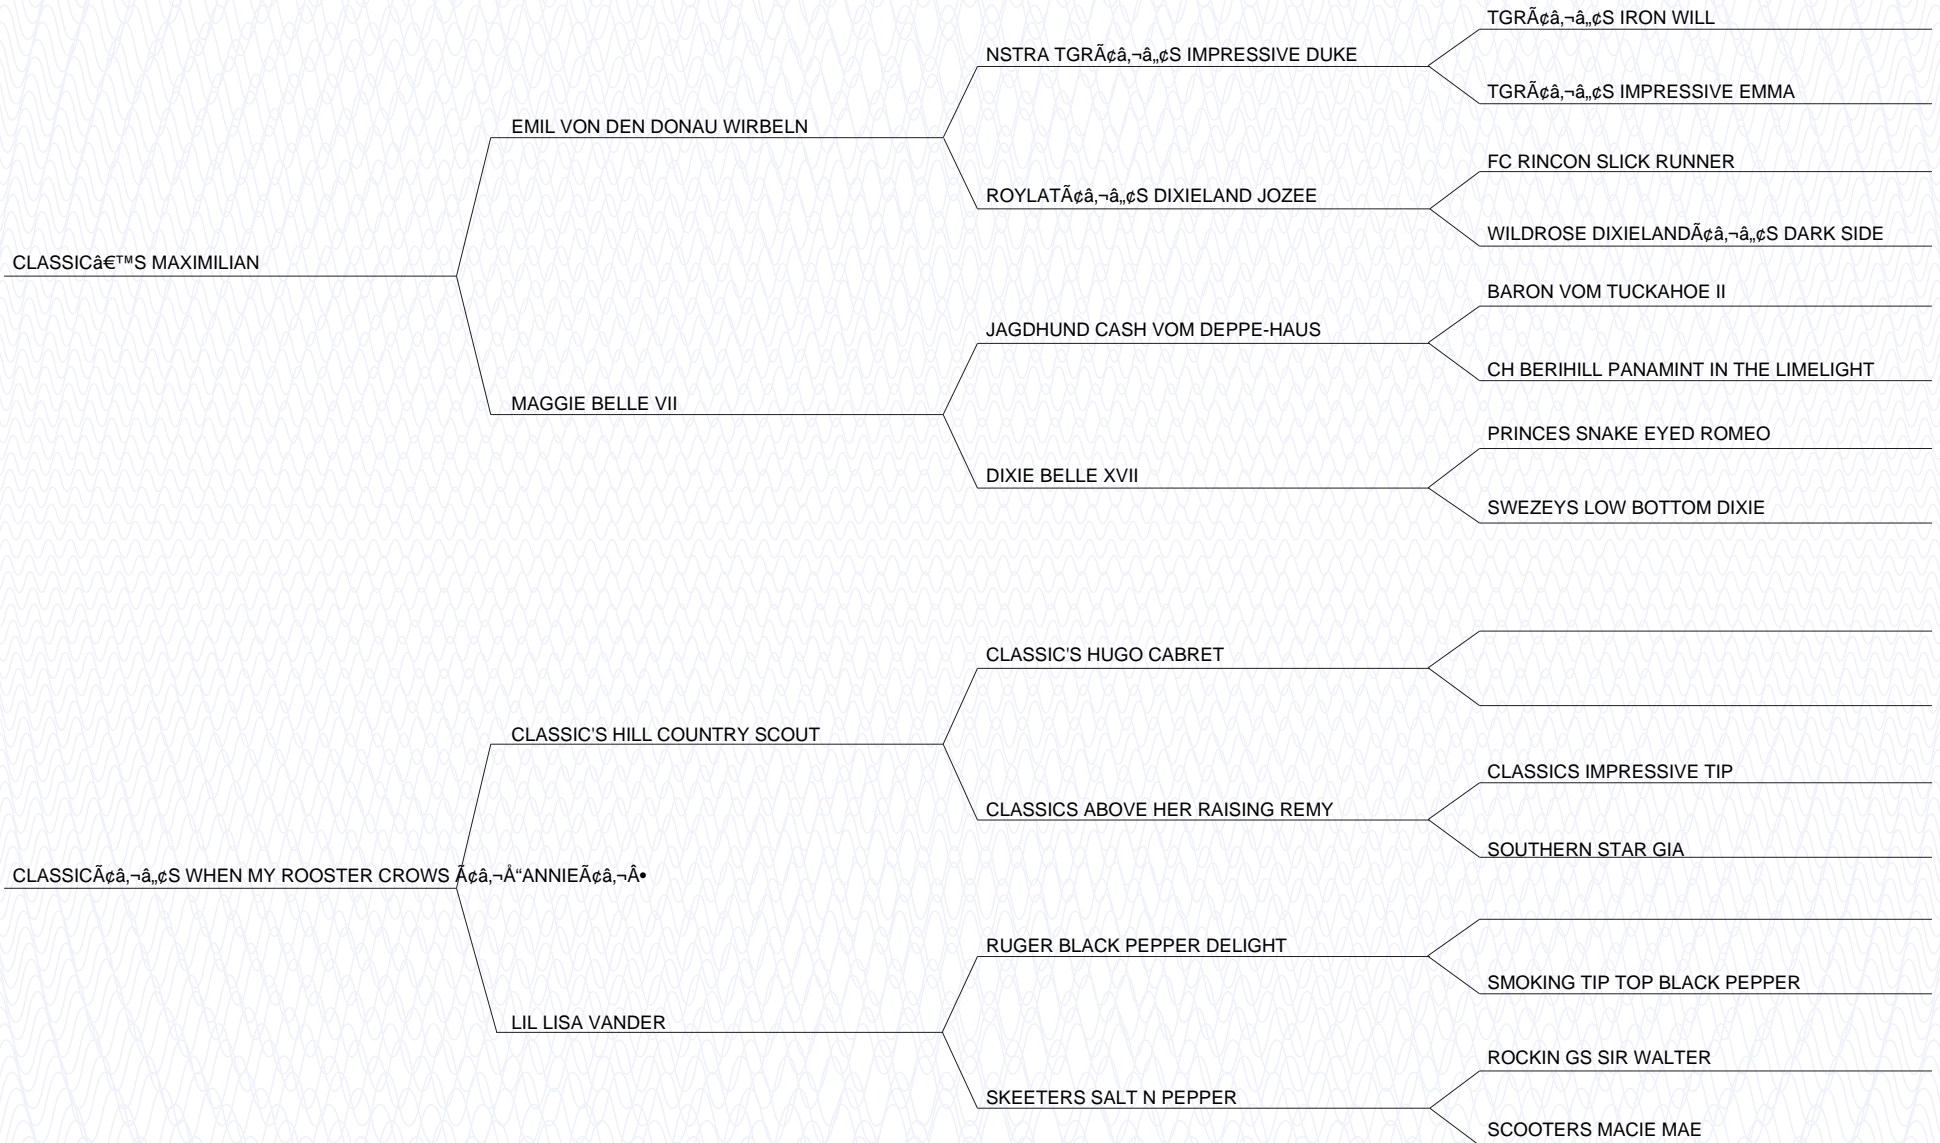 TGRÃ¢â‚¬â„¢S IRON WILL
NSTRA TGRÃ¢â‚¬â„¢S IMPRESSIVE DUKE
TGRÃ¢â‚¬â„¢S IMPRESSIVE EMMA
EMIL VON DEN DONAU WIRBELN
FC RINCON SLICK RUNNER
ROYLATÃ¢â‚¬â„¢S DIXIELAND JOZEE
WILDROSE DIXIELANDÃ¢â‚¬â„¢S DARK SIDE
CLASSICâ€™S MAXIMILIAN
BARON VOM TUCKAHOE II
JAGDHUND CASH VOM DEPPE-HAUS
CH BERIHILL PANAMINT IN THE LIMELIGHT
MAGGIE BELLE VII
PRINCES SNAKE EYED ROMEO
DIXIE BELLE XVII
SWEZEYS LOW BOTTOM DIXIE
CLASSIC'S HUGO CABRET
CLASSIC'S HILL COUNTRY SCOUT
CLASSICS IMPRESSIVE TIP
CLASSICS ABOVE HER RAISING REMY
SOUTHERN STAR GIA
CLASSICÃ¢â‚¬â„¢S WHEN MY ROOSTER CROWS Ã¢â‚¬Å“ANNIEÃ¢â‚¬Â•
RUGER BLACK PEPPER DELIGHT
SMOKING TIP TOP BLACK PEPPER
LIL LISA VANDER
ROCKIN GS SIR WALTER
SKEETERS SALT N PEPPER
SCOOTERS MACIE MAE